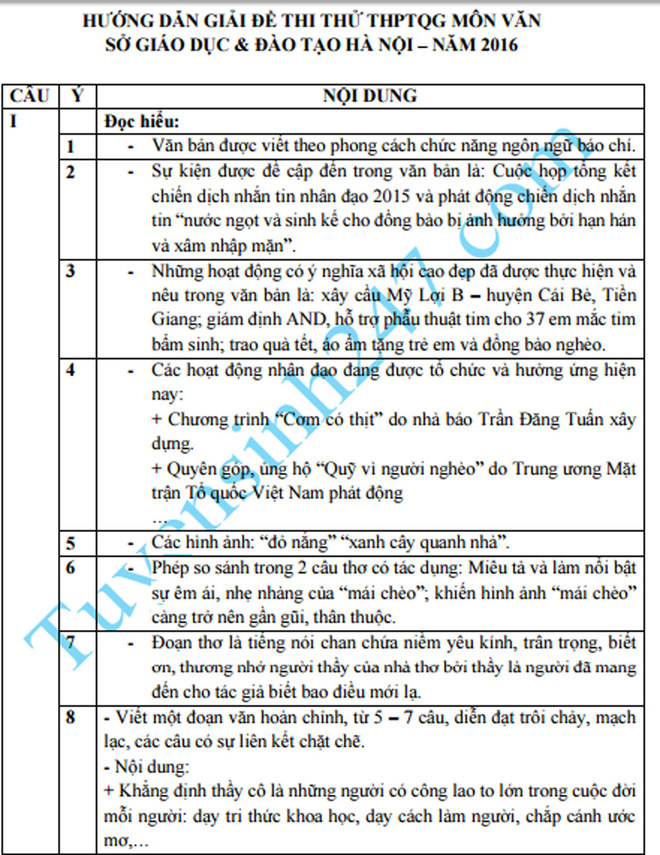 HƯỚNG DẪN GIẢI ĐỀ THI THỬ THPTQG MÔN VĂN
SỞ GIÁO DỤC & ĐÀO TẠO HÀ NỘI – NĂM 2016
CÂU Ý NỘI DUNG
I Đọc hiểu:
1 - Văn bản được viết theo phong cách chức năng ngôn ngữ báo chí.
2 - Sự kiện được đề cập đến trong văn bản là: Cuộc họp tổng kết
chiến dịch nhắn tin nhân đạo 2015 và phát động chiến dịch nhắn
tin “nước ngọt và sinh kế cho đồng bào bị ảnh hưởng bởi hạn hán
và xâm nhập mặn”.
3 - Những hoạt động có ý nghĩa xã hội cao đẹp đã được thực hiện và
nêu trong văn bản là: xây cầu Mỹ Lợi B – huyện Cái Bè, Tiền
Giang; giám định AND, hỗ trợ phẫu thuật tim cho 37 em mắc tim
bẩm sinh; trao quà tết, áo ấm tặng trẻ em và đồng bào nghèo.
4 - Các hoạt động nhân đạo đang được tổ chức và hưởng ứng hiện
nay:
+ Chương trình “Cơm có thịt” do nhà báo Trần Đăng Tuấn xây
dựng.
+ Quyên góp, ủng hộ “Quỹ vì người nghèo” do Trung ương Mặt
trận Tổ quốc Việt Nam phát động
...
5 - Các hình ảnh: “đỏ nắng” “xanh cây quanh nhà”.
6 - Phép so sánh trong 2 câu thơ có tác dụng: Miêu tả và làm nổi bật
sự êm ái, nhẹ nhàng của “mái chèo”; khiến hình ảnh “mái chèo”
càng trở nên gần gũi, thân thuộc.
7 - Đoạn thơ là tiếng nói chan chứa niềm yêu kính, trân trọng, biết
ơn, thương nhớ người thầy của nhà thơ bởi thầy là người đã mang
đến cho tác giả biết bao điều mới lạ.
8 - Viết một đoạn văn hoàn chỉnh, từ 5 – 7 câu, diễn đạt trôi chảy, mạch
lạc, các câu có sự liên kết chặt chẽ.
- Nội dung:
+ Khẳng định thầy cô là những người có công lao to lớn trong cuộc đời
mỗi người: dạy tri thức khoa học, dạy cách làm người, chắp cánh ước
mơ,...
Tuyensinh247.com